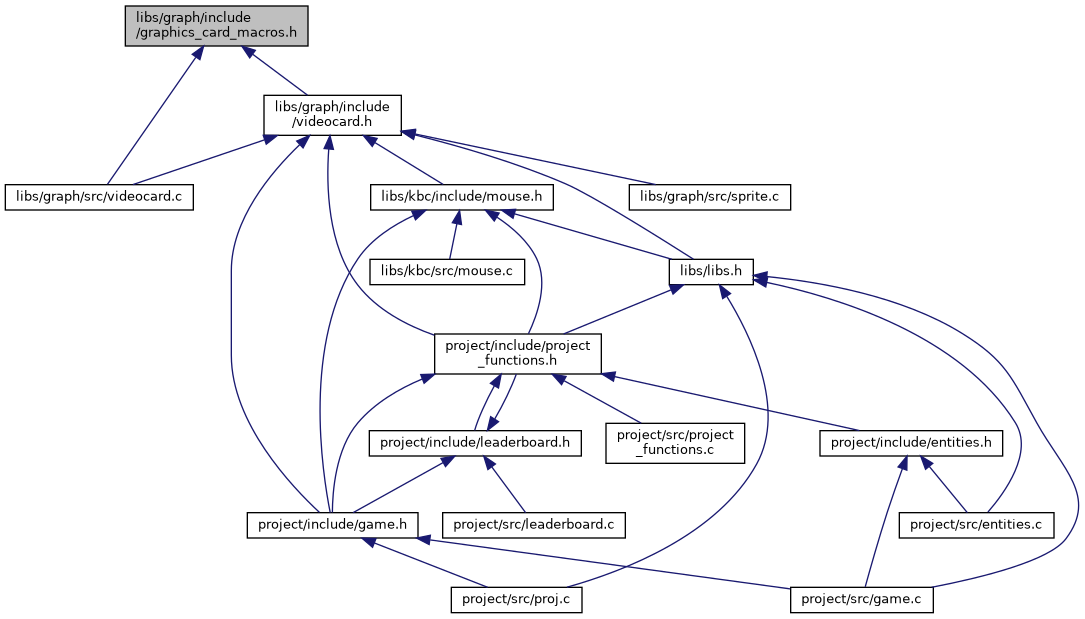 libs/graph/include
/graphics_card_macros.h
libs/graph/include
/videocard.h
libs/graph/src/videocard.c
libs/kbc/include/mouse.h
libs/graph/src/sprite.c
libs/kbc/src/mouse.c
libs/libs.h
project/include/project
_functions.h
project/include/leaderboard.h
project/src/project
_functions.c
project/include/entities.h
project/include/game.h
project/src/leaderboard.c
project/src/entities.c
project/src/proj.c
project/src/game.c